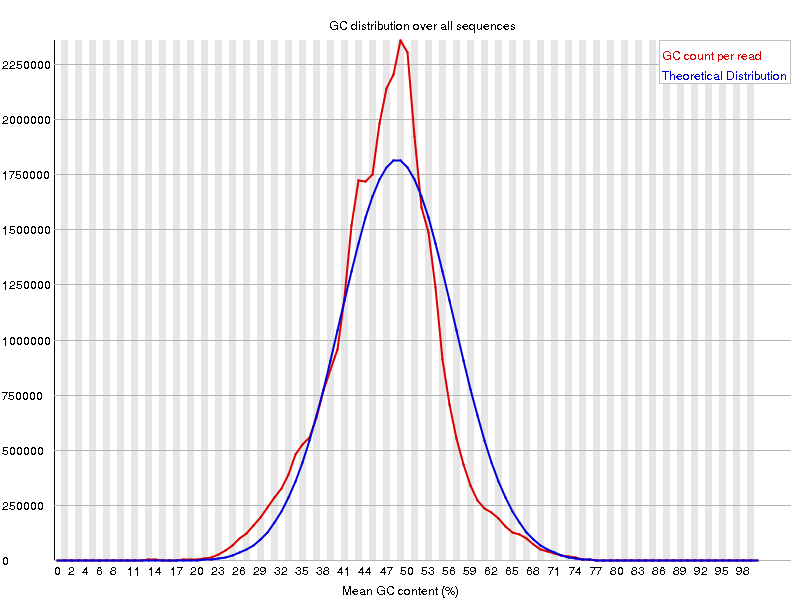 GC distribution over all sequences
GC count per read
Theoretical Distribution
2250000
2000000
1750000
1500000
1250000
1000000
750000
500000
250000
0
0 2 4 6 8 11 14 17 20 23 26 29 32 35 38 41 44 47 50 53 56 59 62 65 68 71 74 77 80 83 86 89 92 95 98
Mean GC content (%)